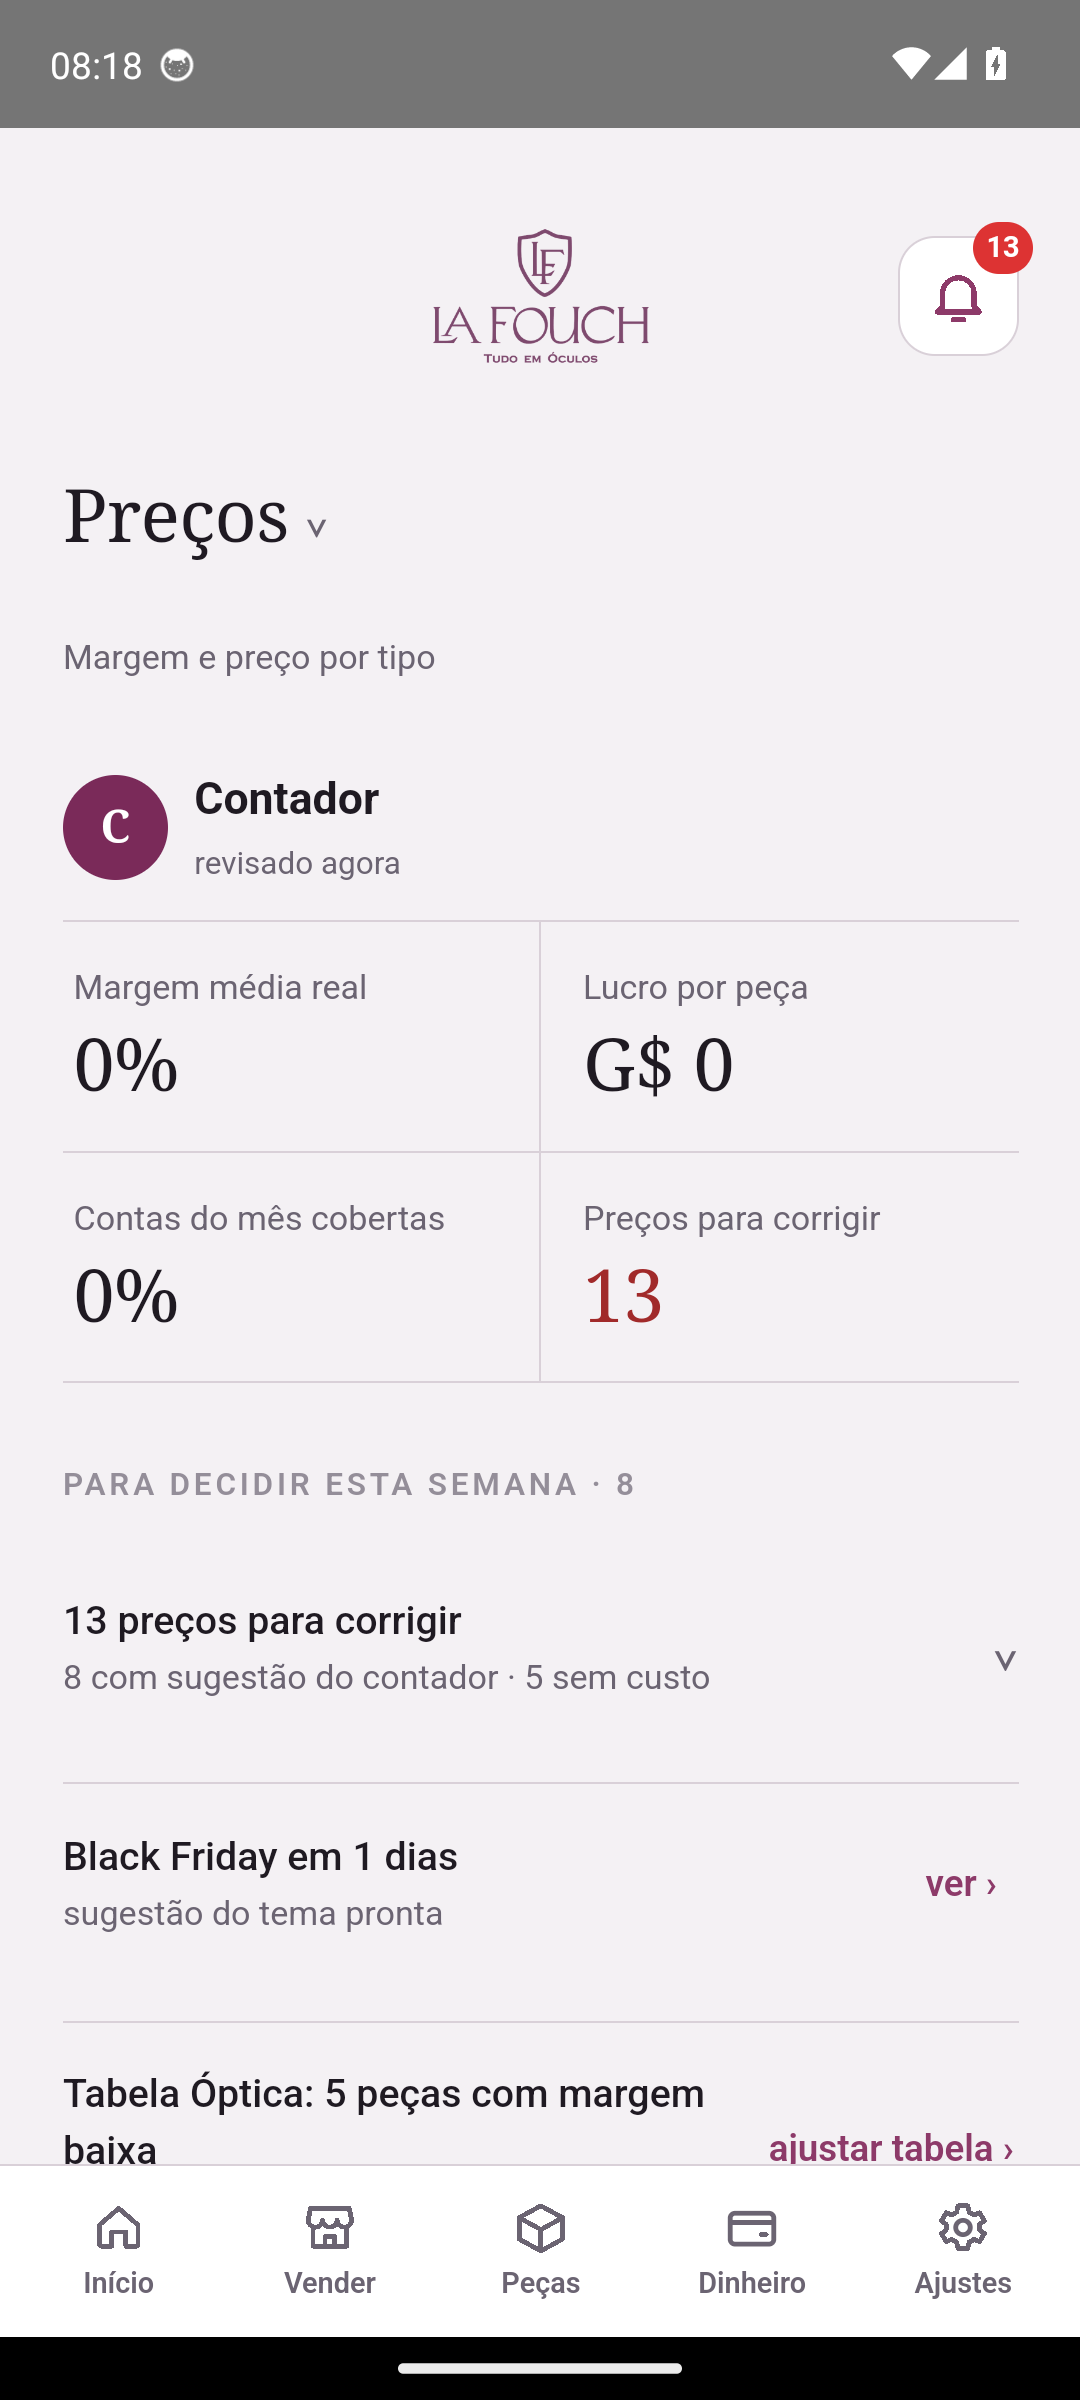 08:18
LF
LA FOUCH
TUDO EM ÓCULOS
13
Preços
Margem e preço por tipo
C
Contador
revisado agora
Margem média real
0%
Lucro por peça
G$ 0
Contas do mês cobertas
0%
Preços para corrigir
13
PARA DECIDIR ESTA SEMANA · 8
13 preços para corrigir
8 com sugestão do contador · 5 sem custo
Black Friday em 1 dias
sugestão do tema pronta
ver ›
Tabela Óptica: 5 peças com margem
baixa
ajustar tabela ›
Início
Vender
Peças
Dinheiro
Ajustes